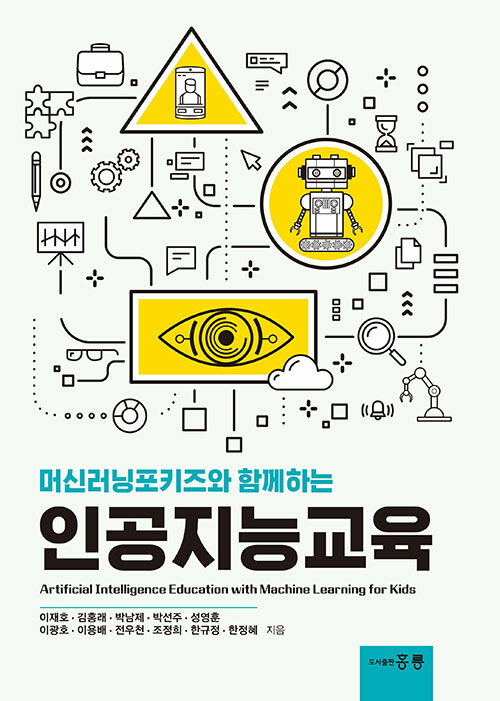 머신러닝포키즈와 함께하는
인공지능교육
Artificial Intelligence Education with Machine Learning for Kids
이재호·김홍래·박남제·박선주·성영훈
이광호·이용배·전우천·조정희·한규정·한정혜 지음
도서출판 홍릉